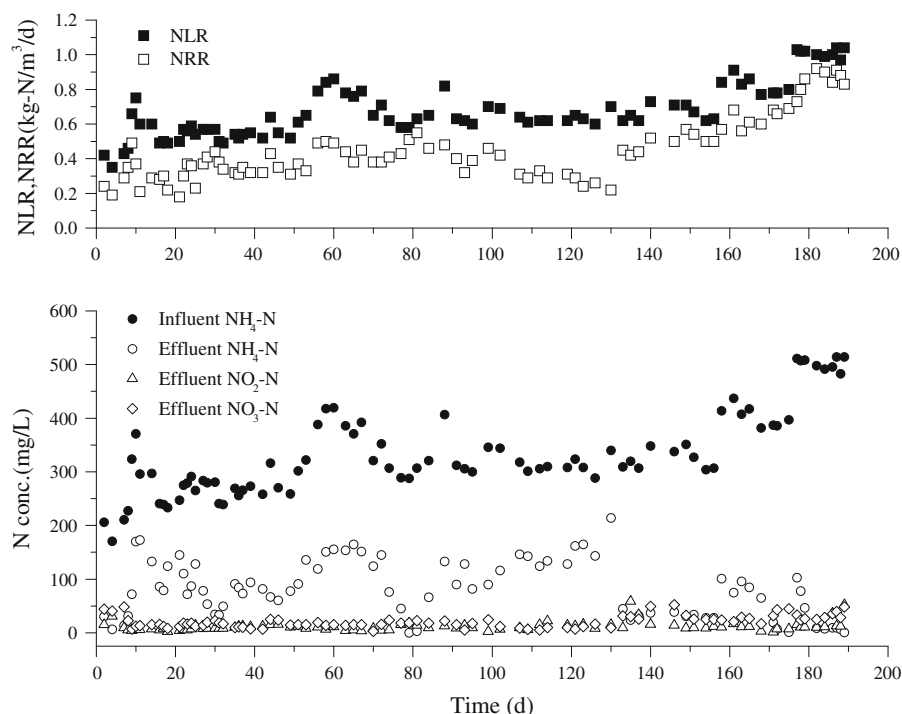 NLR,NRR(kg-N/m³/d)
1.2
1.0
0.8
0.6
0.4
0.2
0.0
NLR
NRR
0 20 40 60 80 100 120 140 160 180 200
N conc.(mg/L)
600
500
400
300
200
100
0
Influent NH₄-N
Effluent NH₄-N
Effluent NO₂-N
Effluent NO₃-N
0 20 40 60 80 100 120 140 160 180 200
Time (d)